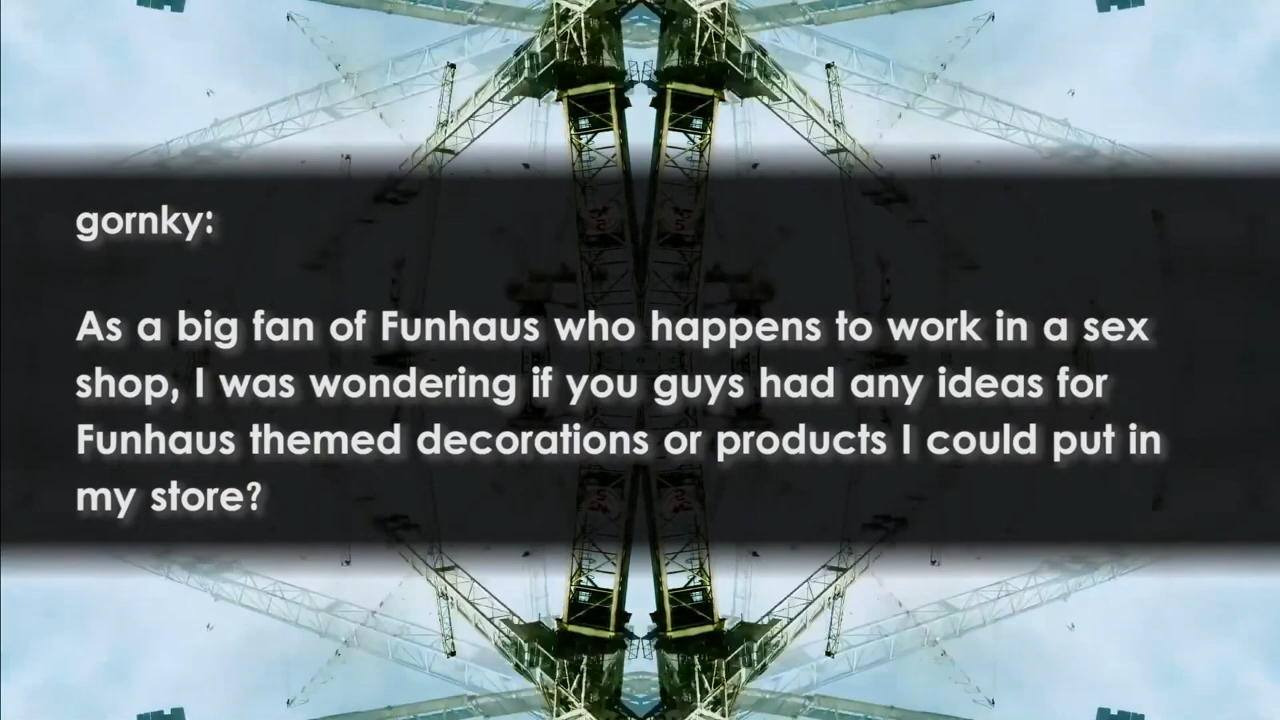 gornky:
As a big fan of Funhaus who happens to work in a sex
shop, I was wondering if you guys had any ideas for
Funhaus themed decorations or products I could put in
my store?